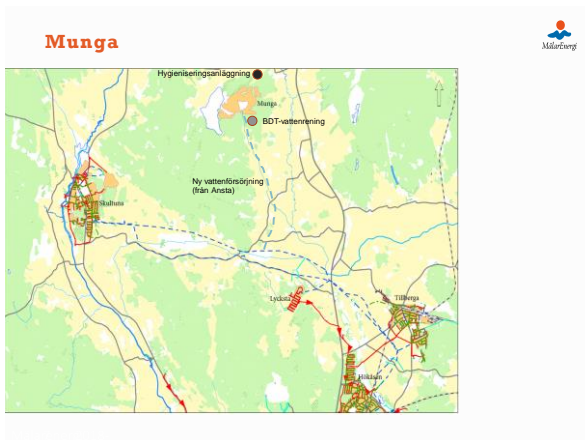 Munga
MälarEnergi
Hygieniseringsanläggning
Munga
BDT-vattenrening
Ny vattenförsörjning
(från Ansta)
Skultuna
Lycksta
Tillberga
Hökåsen